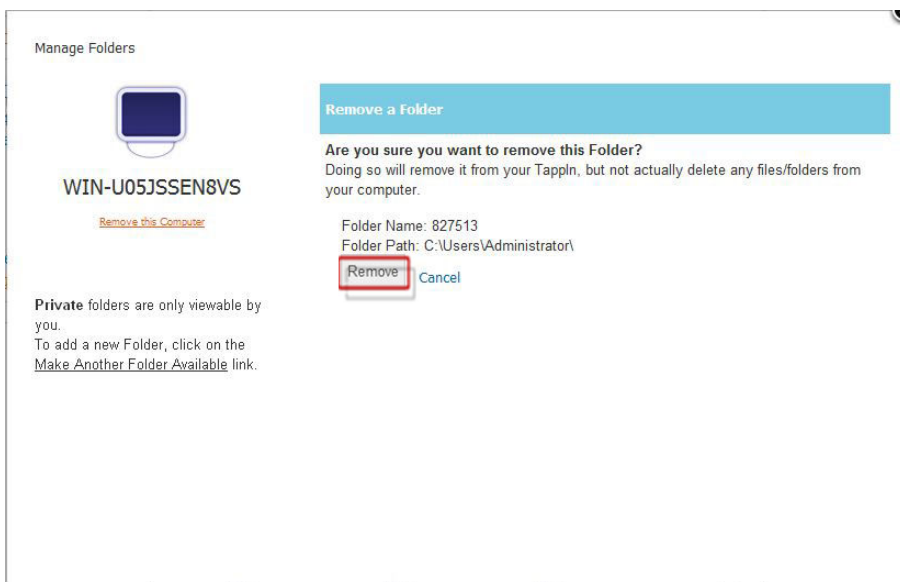 Manage Folders
WIN-U05JSSEN8VS
Remove this Computer
Private folders are only viewable by
you.
To add a new Folder, click on the
Make Another Folder Available link.
Remove a Folder
Are you sure you want to remove this Folder?
Doing so will remove it from your TappIn, but not actually delete any files/folders from
your computer.
Folder Name: 827513
Folder Path: C:\Users\Administrator\
Remove Cancel